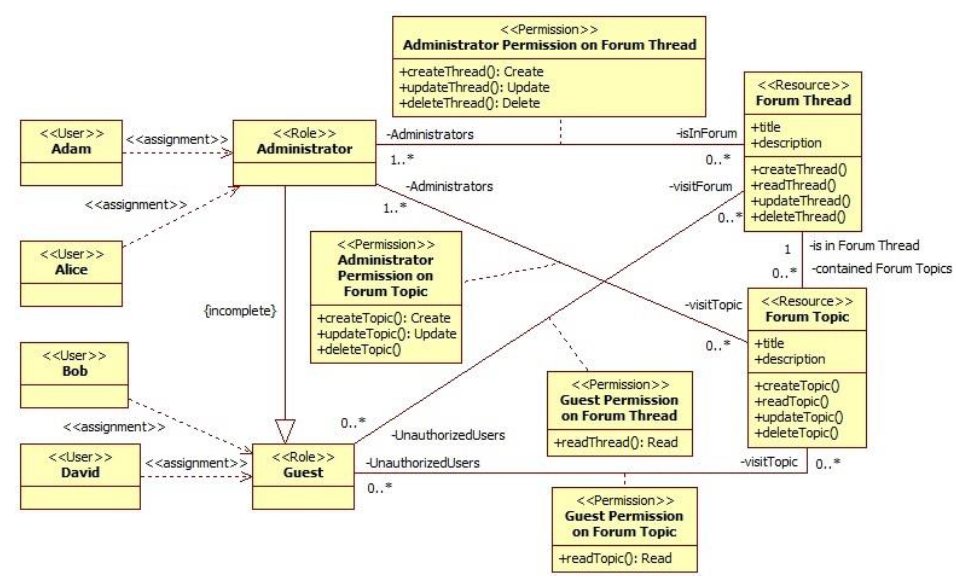 <<Permission>>
Administrator Permission on Forum Thread
+createThread(): Create
+updateThread(): Update
+deleteThread(): Delete
<<Resource>>
Forum Thread
+title
+description
+createThread()
+readThread()
+updateThread()
+deleteThread()
<<User>>
Adam
<<assignment>>
<<Role>>
Administrator
-Administrators
1..*
-isInForum
0..*
-Administrators
1..*
-visitForum
0..*
<<assignment>>
<<User>>
Alice
<<Permission>>
Administrator
Permission on
Forum Topic
+createTopic(): Create
+updateTopic(): Update
+deleteTopic()
1
-is in Forum Thread
0..*
-contained Forum Topics
{incomplete}
-visitTopic
0..*
<<Resource>>
Forum Topic
+title
+description
+createTopic()
+readTopic()
+updateTopic()
+deleteTopic()
<<User>>
Bob
<<assignment>>
<<Permission>>
Guest Permission
on Forum Thread
+readThread(): Read
0..*
-UnauthorizedUsers
<<User>>
David
<<assignment>>
<<Role>>
Guest
-UnauthorizedUsers
0..*
-visitTopic
0..*
<<Permission>>
Guest Permission
on Forum Topic
+readTopic(): Read